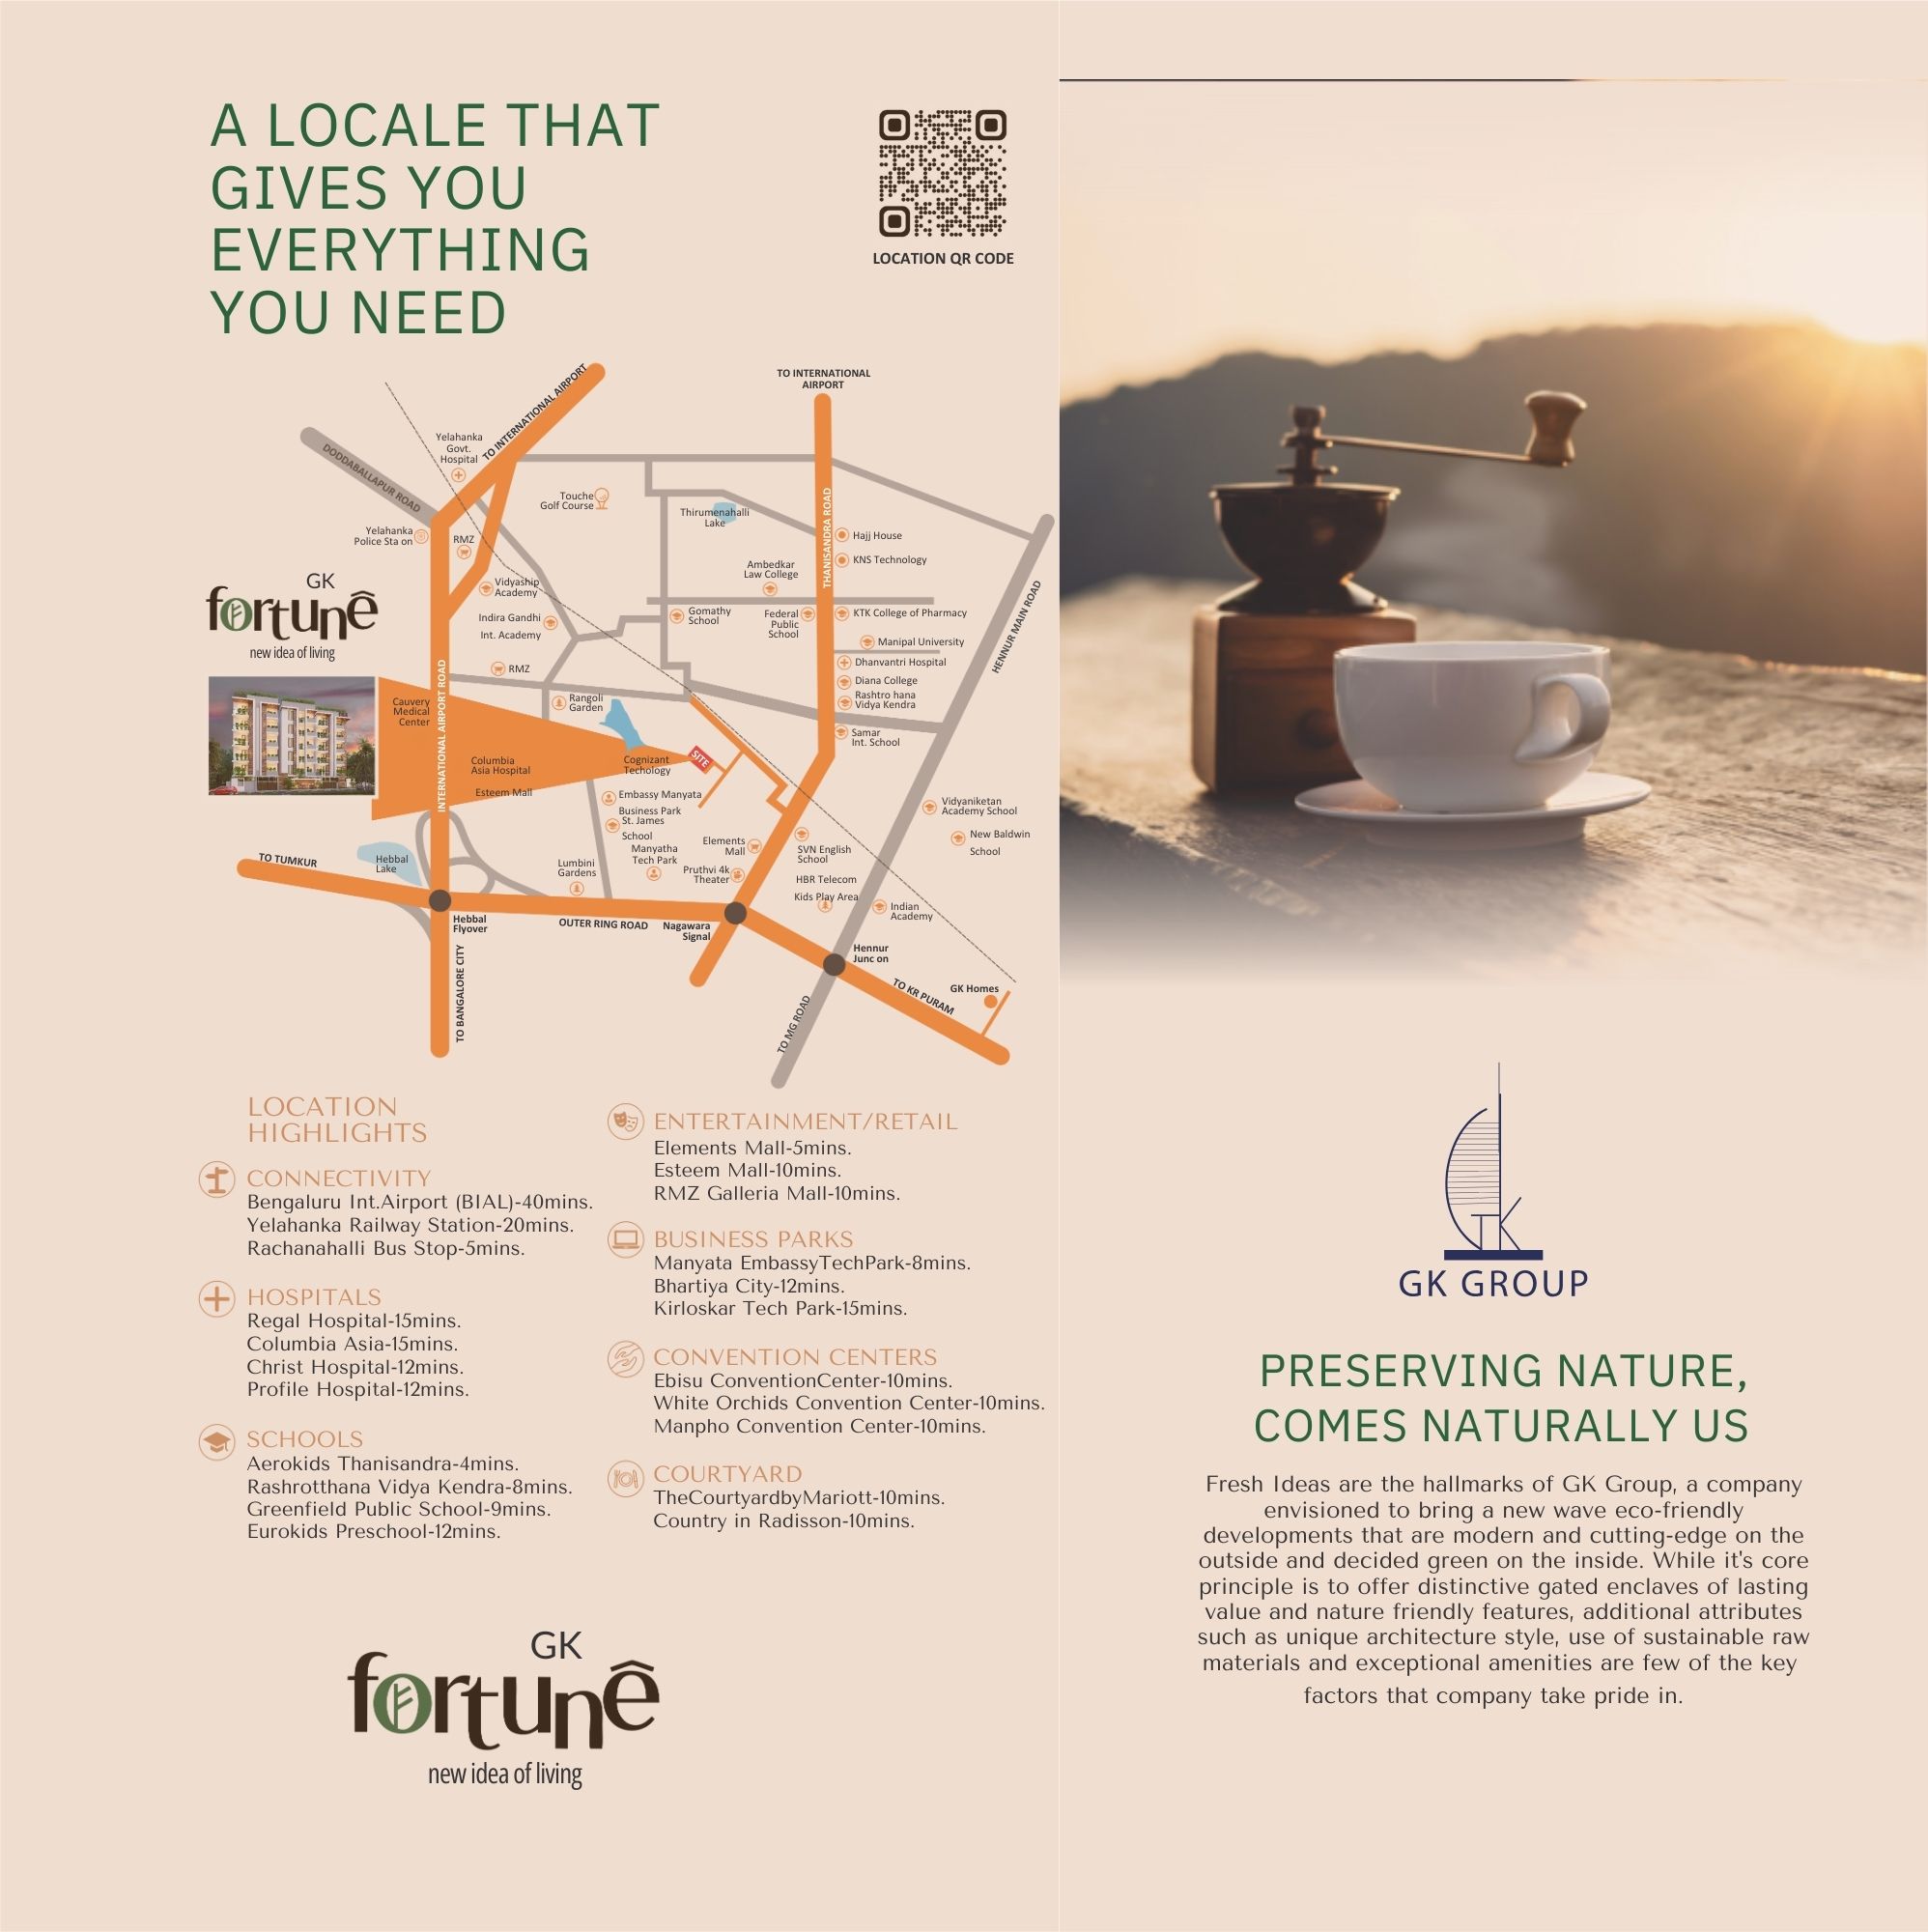 A LOCALE THAT
GIVES YOU
EVERYTHING
YOU NEED
LOCATION QR CODE
TO INTERNATIONAL AIRPORT
TO INTERNATIONAL
AIRPORT
DODDABALLAPUR ROAD
Yelahanka
Govt.
Hospital
Touche
Golf Course
Thirumenahalli
Lake
THANISANDRA ROAD
Yelahanka
Police Sta on
RMZ
Hajj House
KNS Technology
Ambedkar
Law College
HENNUR MAIN ROAD
GK
fortunê
new idea of living
Vidyaship
Academy
Indira Gandhi
Int. Academy
Gomathy
School
Federal
Public
School
KTK College of Pharmacy
Manipal University
RMZ
Dhanvantri Hospital
Diana College
Rashtro hana
Vidya Kendra
INTERNATIONAL AIRPORT ROAD
Cauvery
Medical
Center
Rangoli
Garden
Samar
Int. School
Columbia
Asia Hospital
Cognizant
Techology
SITE
Esteem Mall
Embassy Manyata
Business Park
St. James
School
Vidyaniketan
Academy School
New Baldwin
School
Manyatha
Tech Park
Elements
Mall
SVN English
School
TO TUMKUR
Hebbal
Lake
Lumbini
Gardens
Pruthvi 4k
Theater
HBR Telecom
Kids Play Area
Indian
Academy
Hebbal
Flyover
OUTER RING ROAD
Nagawara
Signal
Hennur
Junc on
TO BANGALORE CITY
TO KR PURAM
GK Homes
TO MG ROAD
LOCATION
HIGHLIGHTS
CONNECTIVITY
Bengaluru Int.Airport (BIAL)-40mins.
Yelahanka Railway Station-20mins.
Rachanahalli Bus Stop-5mins.
HOSPITALS
Regal Hospital-15mins.
Columbia Asia-15mins.
Christ Hospital-12mins.
Profile Hospital-12mins.
SCHOOLS
Aerokids Thanisandra-4mins.
Rashrotthana Vidya Kendra-8mins.
Greenfield Public School-9mins.
Eurokids Preschool-12mins.
ENTERTAINMENT/RETAIL
Elements Mall-5mins.
Esteem Mall-10mins.
RMZ Galleria Mall-10mins.
BUSINESS PARKS
Manyata EmbassyTechPark-8mins.
Bhartiya City-12mins.
Kirloskar Tech Park-15mins.
CONVENTION CENTERS
Ebisu ConventionCenter-10mins.
White Orchids Convention Center-10mins.
Manpho Convention Center-10mins.
COURTYARD
TheCourtyardbyMariott-10mins.
Country in Radisson-10mins.
GK
fortunê
new idea of living
GK GROUP
PRESERVING NATURE,
COMES NATURALLY US
Fresh Ideas are the hallmarks of GK Group, a company
envisioned to bring a new wave eco-friendly
developments that are modern and cutting-edge on the
outside and decided green on the inside. While it's core
principle is to offer distinctive gated enclaves of lasting
value and nature friendly features, additional attributes
such as unique architecture style, use of sustainable raw
materials and exceptional amenities are few of the key
factors that company take pride in.